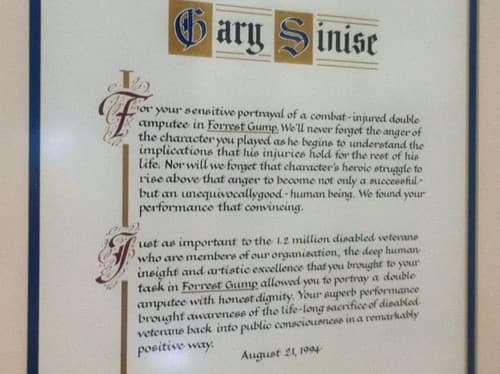 Gary Sinise
For your sensitive portrayal of a combat-injured double
amputee in Forrest Gump. We'll never forget the anger of
the character you played as he begins to understand the
implications that his injuries hold for the rest of his
life. Nor will we forget that character's heroic struggle to
rise above that anger to become not only a successful-
but an unequivocally good-human being. We found your
performance that convincing.
Just as important to the 1.2 million disabled veterans
who are members of our organisation, the deep human
insight and artistic excellence that you brought to your
task in Forrest Gump allowed you to portray a double
amputee with honest dignity. Your superb performance
brought awareness of the life-long sacrifice of disabled
veterans back into public consciousness in a remarkably
positive way.
August 21, 1994